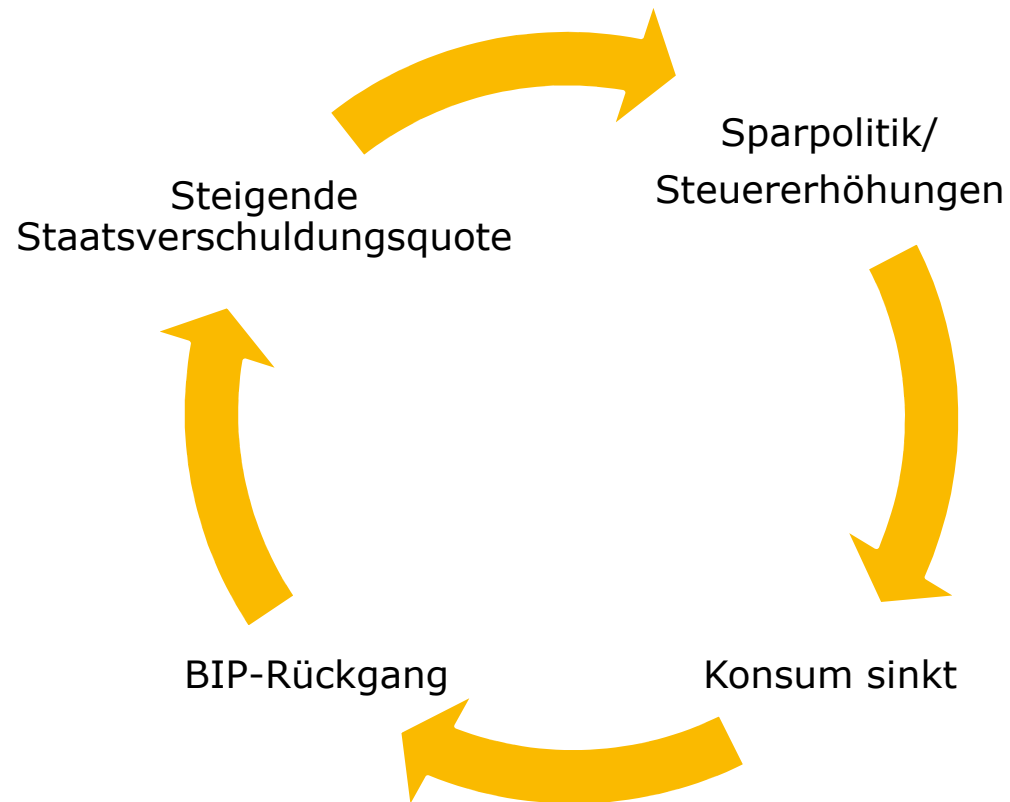 Sparpolitik/
Steuererhöhungen
Steigende
Staatsverschuldungsquote
BIP-Rückgang
Konsum sinkt